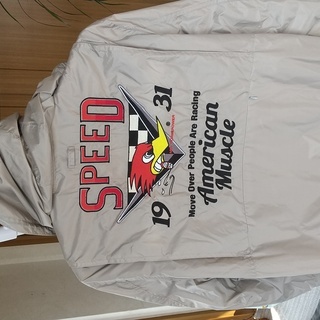 SPEED
19 31
Move Over People Are Racing
American
Muscle